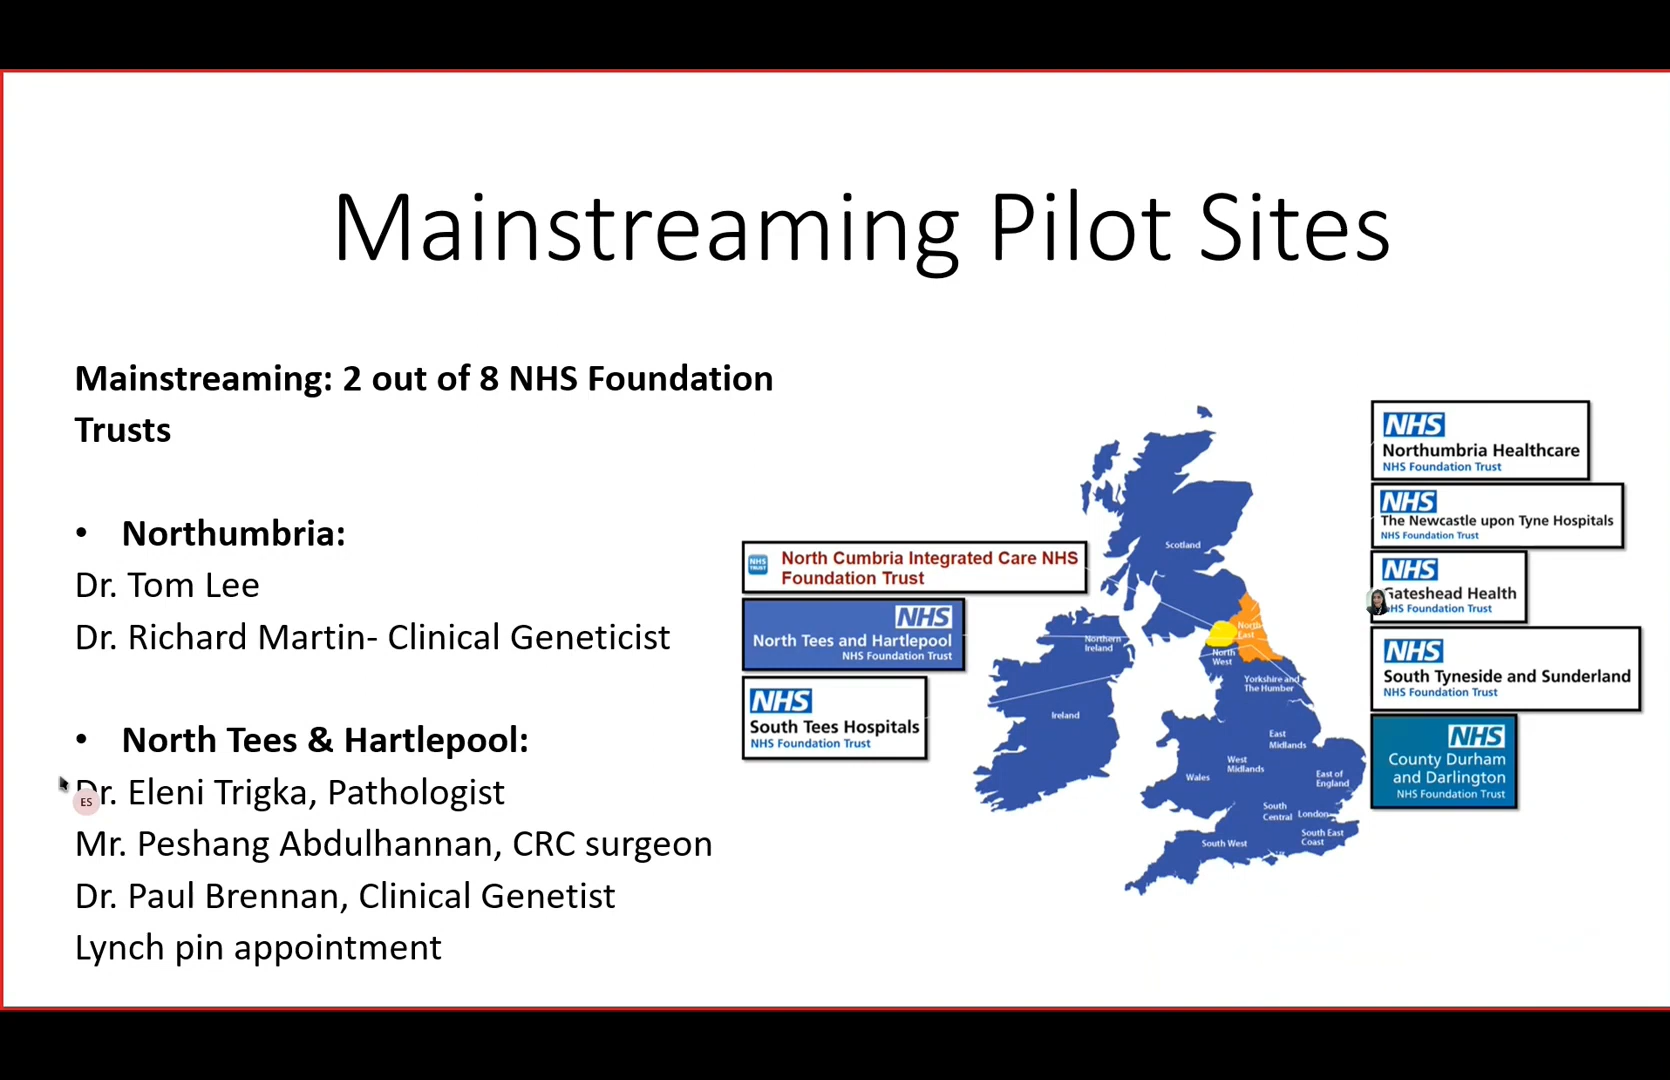 Mainstreaming Pilot Sites
Mainstreaming: 2 out of 8 NHS Foundation
Trusts
• Northumbria:
Dr. Tom Lee
Dr. Richard Martin- Clinical Geneticist
• North Tees & Hartlepool:
Dr. Eleni Trigka, Pathologist
ES
Mr. Peshang Abdulhannan, CRC surgeon
Dr. Paul Brennan, Clinical Genetist
Lynch pin appointment
NHS
TRUST
North Cumbria Integrated Care NHS
Foundation Trust
NHS
North Tees and Hartlepool
NHS Foundation Trust
NHS
South Tees Hospitals
NHS Foundation Trust
Scotland
Northern
Ireland
North
East
North
West
Yorkshire and
The Humber
Ireland
East
Midlands
West
Midlands
Wales
East of
England
South
Central
London
South East
Coast
South West
NHS
Northumbria Healthcare
NHS Foundation Trust
NHS
The Newcastle upon Tyne Hospitals
NHS Foundation Trust
NHS
Gateshead Health
NHS Foundation Trust
NHS
South Tyneside and Sunderland
NHS Foundation Trust
NHS
County Durham
and Darlington
NHS Foundation Trust